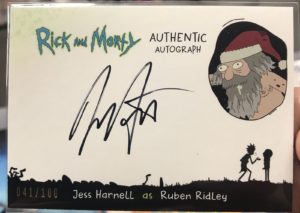 Rick and Morty
AUTHENTIC
AUTOGRAPH
041/100
Jess Harnell as Ruben Ridley